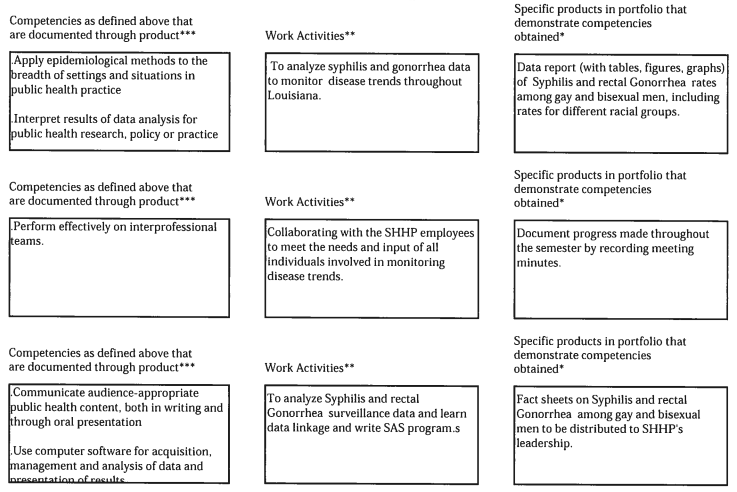 Competencies as defined above that
are documented through product***
Work Activities**
Specific products in portfolio that
demonstrate competencies
obtained*
.Apply epidemiological methods to the
breadth of settings and situations in
public health practice
.Interpret results of data analysis for
public health research, policy or practice
To analyze syphilis and gonorrhea data
to monitor disease trends throughout
Louisiana.
Data report (with tables, figures, graphs)
of Syphilis and rectal Gonorrhea rates
among gay and bisexual men, including
rates for different racial groups.
Competencies as defined above that
are documented through product***
Work Activities**
Specific products in portfolio that
demonstrate competencies
obtained*
.Perform effectively on interprofessional
teams.
Collaborating with the SHHP employees
to meet the needs and input of all
individuals involved in monitoring
disease trends.
Document progress made throughout
the semester by recording meeting
minutes.
Competencies as defined above that
are documented through product***
Work Activities**
Specific products in portfolio that
demonstrate competencies
obtained*
.Communicate audience-appropriate
public health content, both in writing and
through oral presentation
.Use computer software for acquisition,
management and analysis of data and
presentation of results
To analyze Syphilis and rectal
Gonorrhea surveillance data and learn
data linkage and write SAS program.s
Fact sheets on Syphilis and rectal
Gonorrhea among gay and bisexual
men to be distributed to SHHP's
leadership.